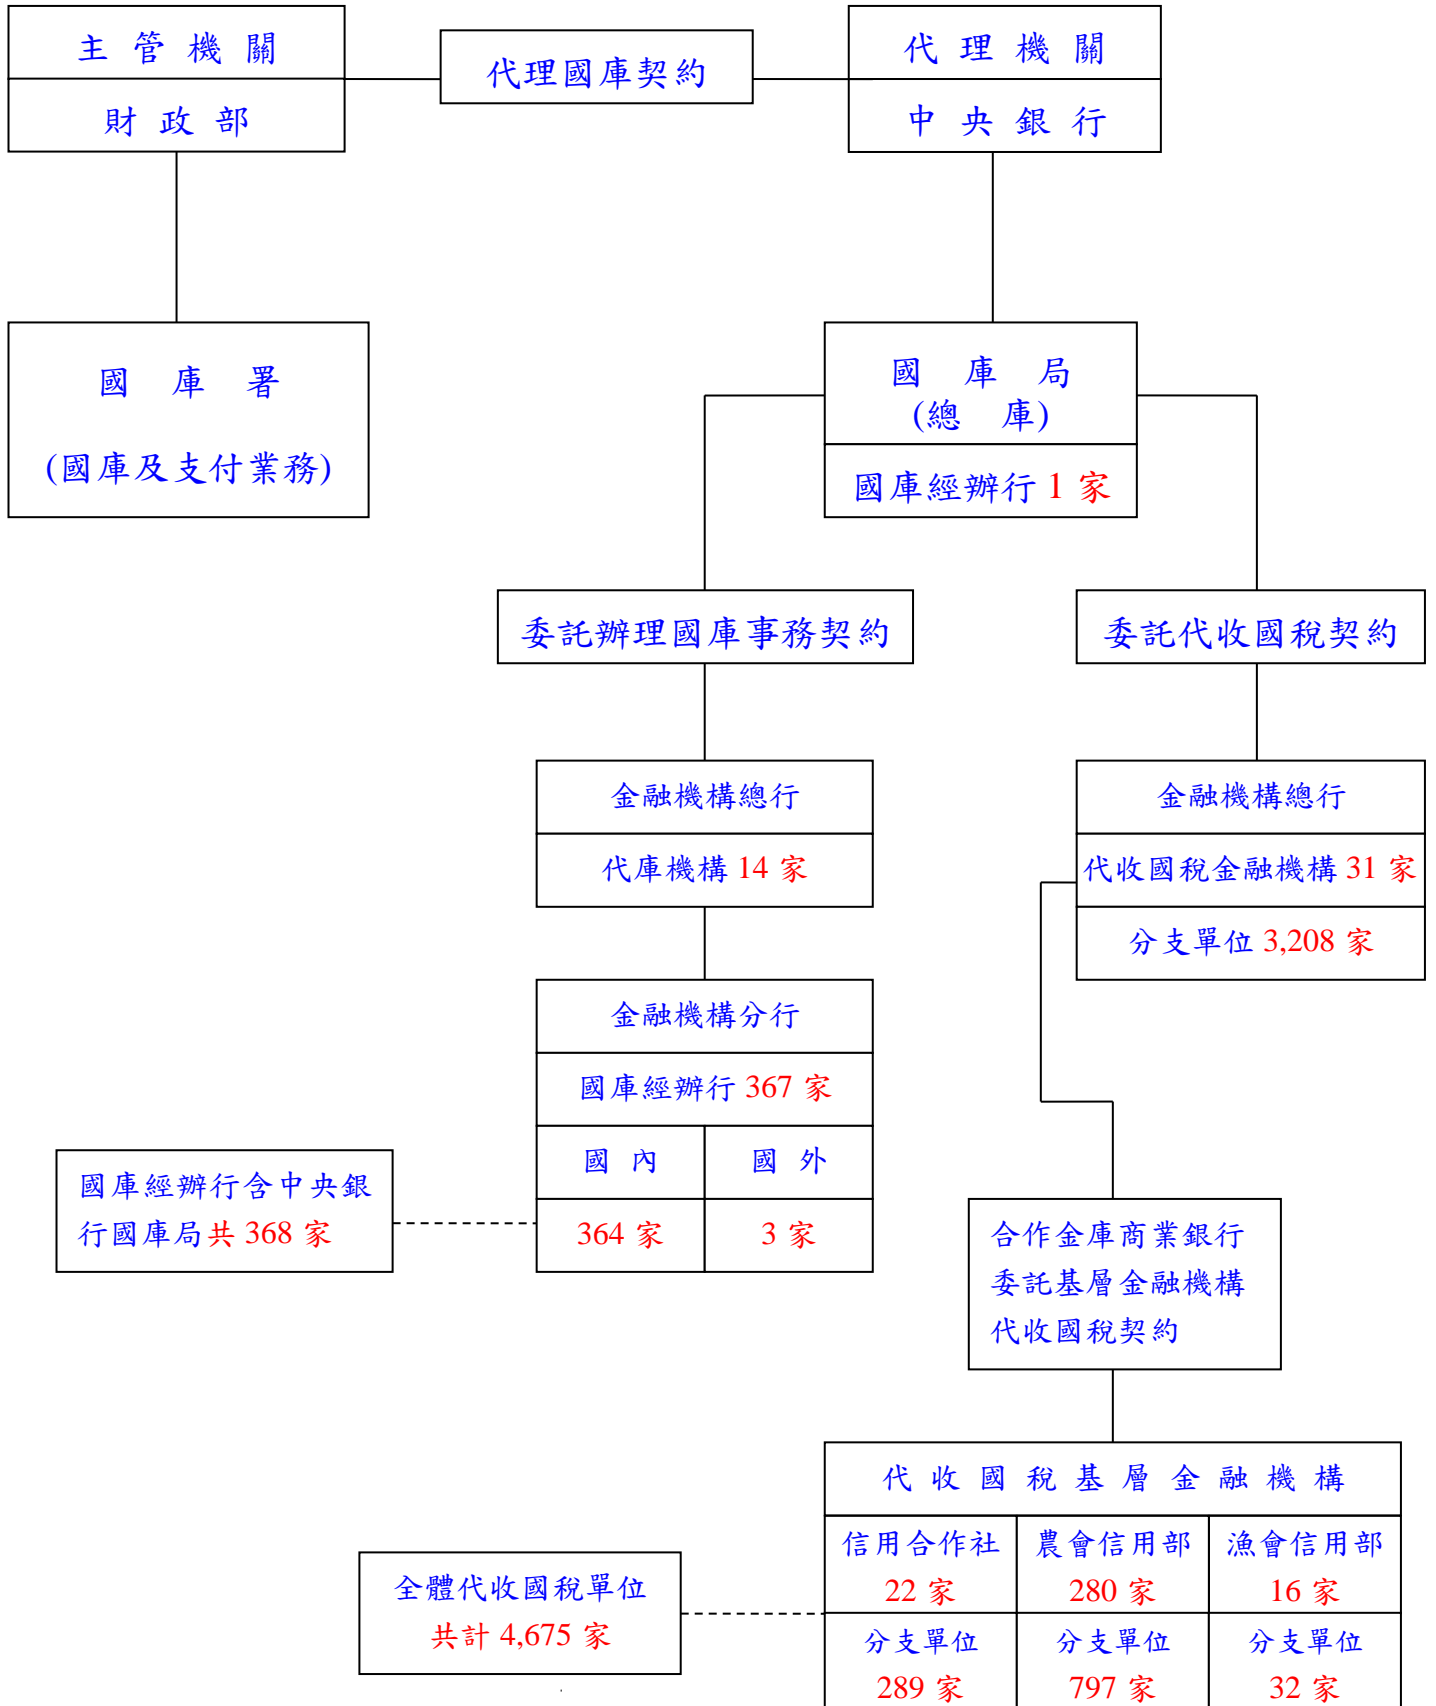 主管機關
財政部
代理國庫契約
代理機關
中央銀行
國庫署
(國庫及支付業務)
國庫局
(總庫)
國庫經辦行 1 家
委託辦理國庫事務契約
委託代收國稅契約
金融機構總行
代庫機構 14 家
金融機構總行
代收國稅金融機構 31 家
分支單位 3,208 家
金融機構分行
國庫經辦行 367 家
國內
國外
364 家
3 家
國庫經辦行含中央銀
行國庫局共 368 家
合作金庫商業銀行
委託基層金融機構
代收國稅契約
代收國稅基層金融機構
信用合作社
22 家
農會信用部
280 家
漁會信用部
16 家
分支單位
289 家
分支單位
797 家
分支單位
32 家
全體代收國稅單位
共計 4,675 家